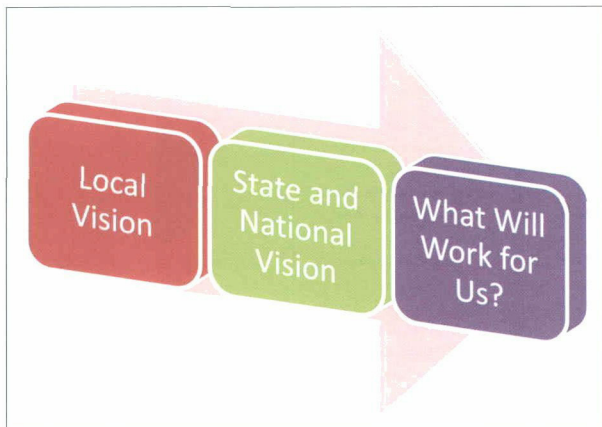 Local
Vision
State and
National
Vision
What Will
Work for
Us?